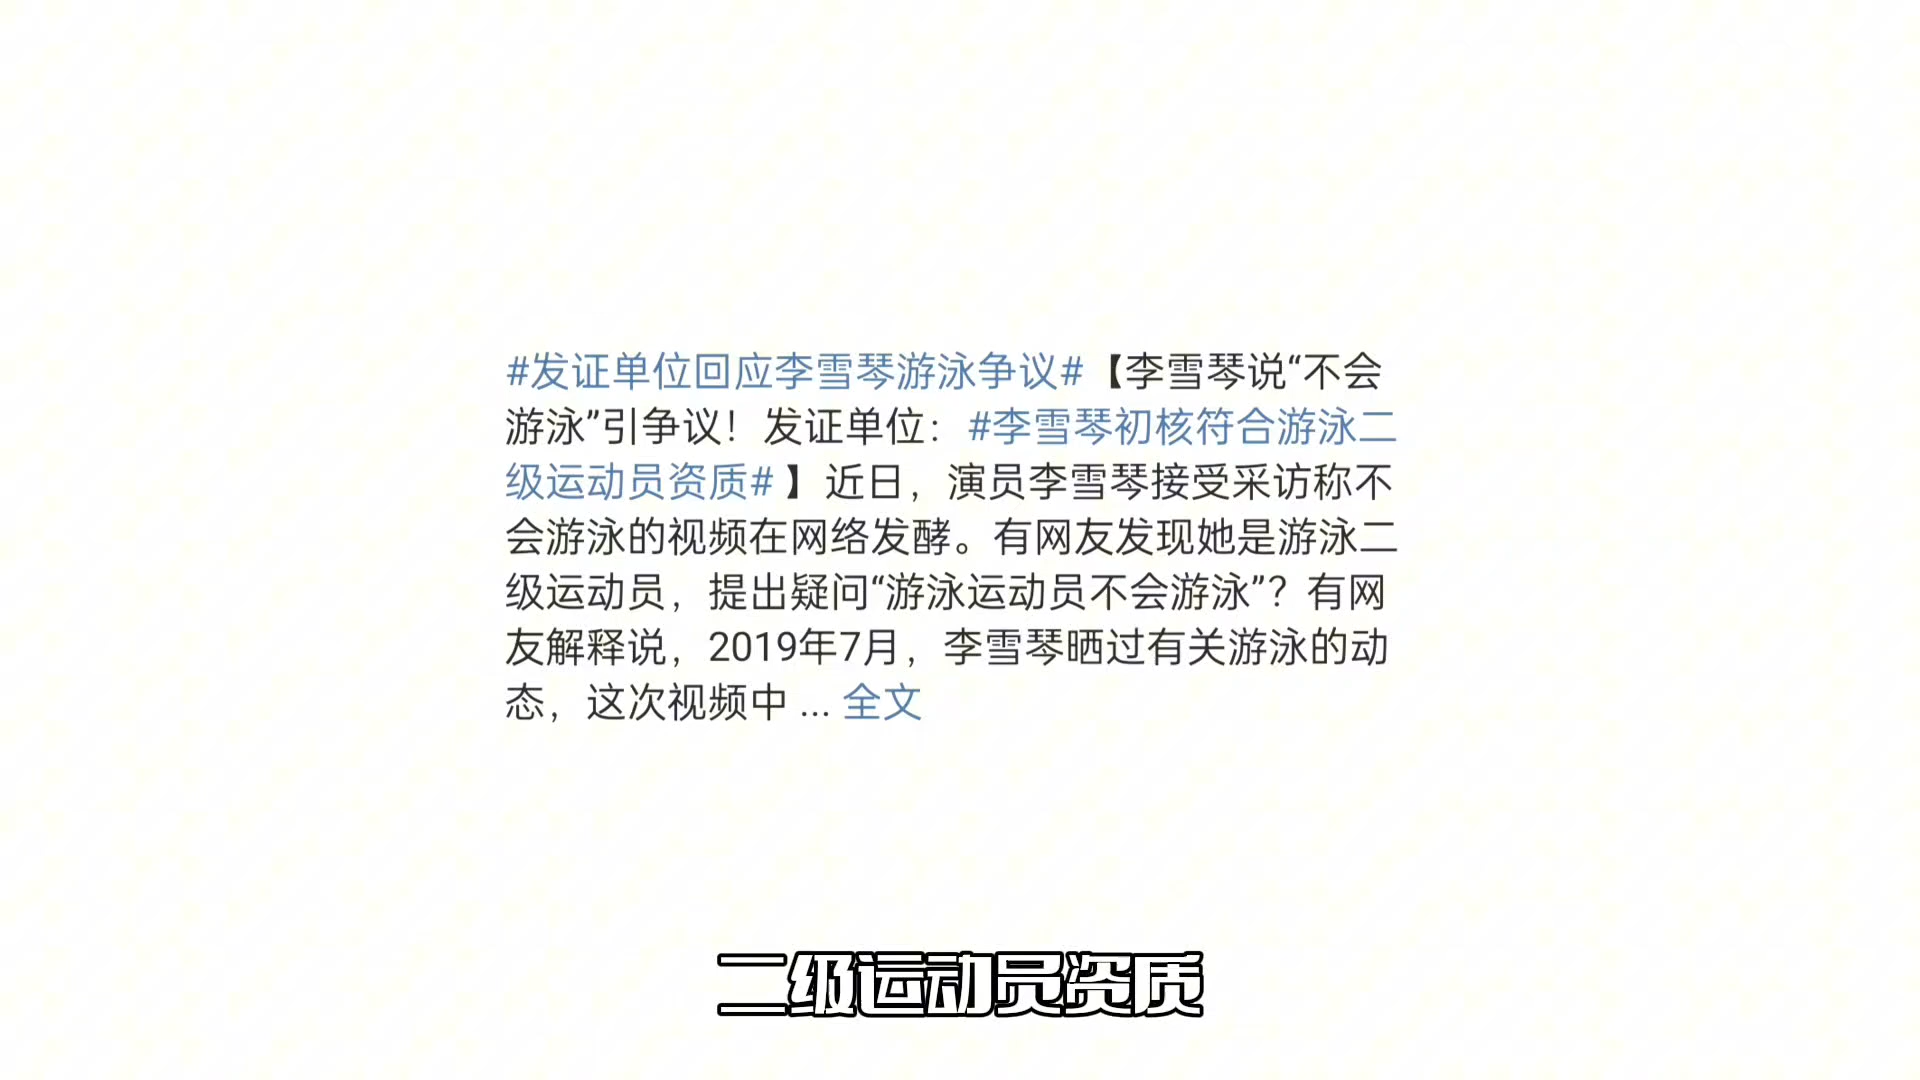 #发证单位回应李雪琴游泳争议#【李雪琴说“不会
游泳”引争议！发证单位：#李雪琴初核符合游泳二
级运动员资质#】近日，演员李雪琴接受采访称不
会游泳的视频在网络发酵。有网友发现她是游泳二
级运动员，提出疑问“游泳运动员不会游泳”？有网
友解释说，2019年7月，李雪琴晒过有关游泳的动
态，这次视频中 ... 全文
二级运动员资质